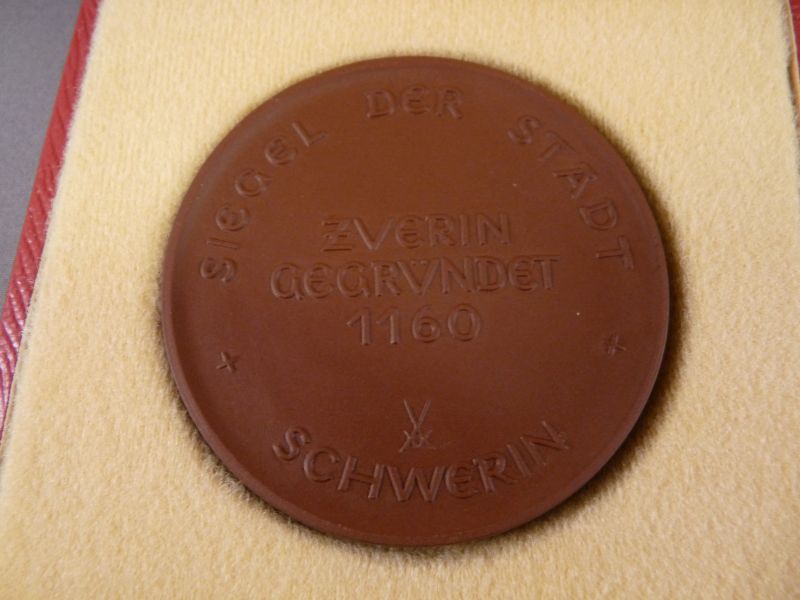 SIEGEL DER STADT
ZVERIN
GEGRVNDET
1160
SCHWERIN